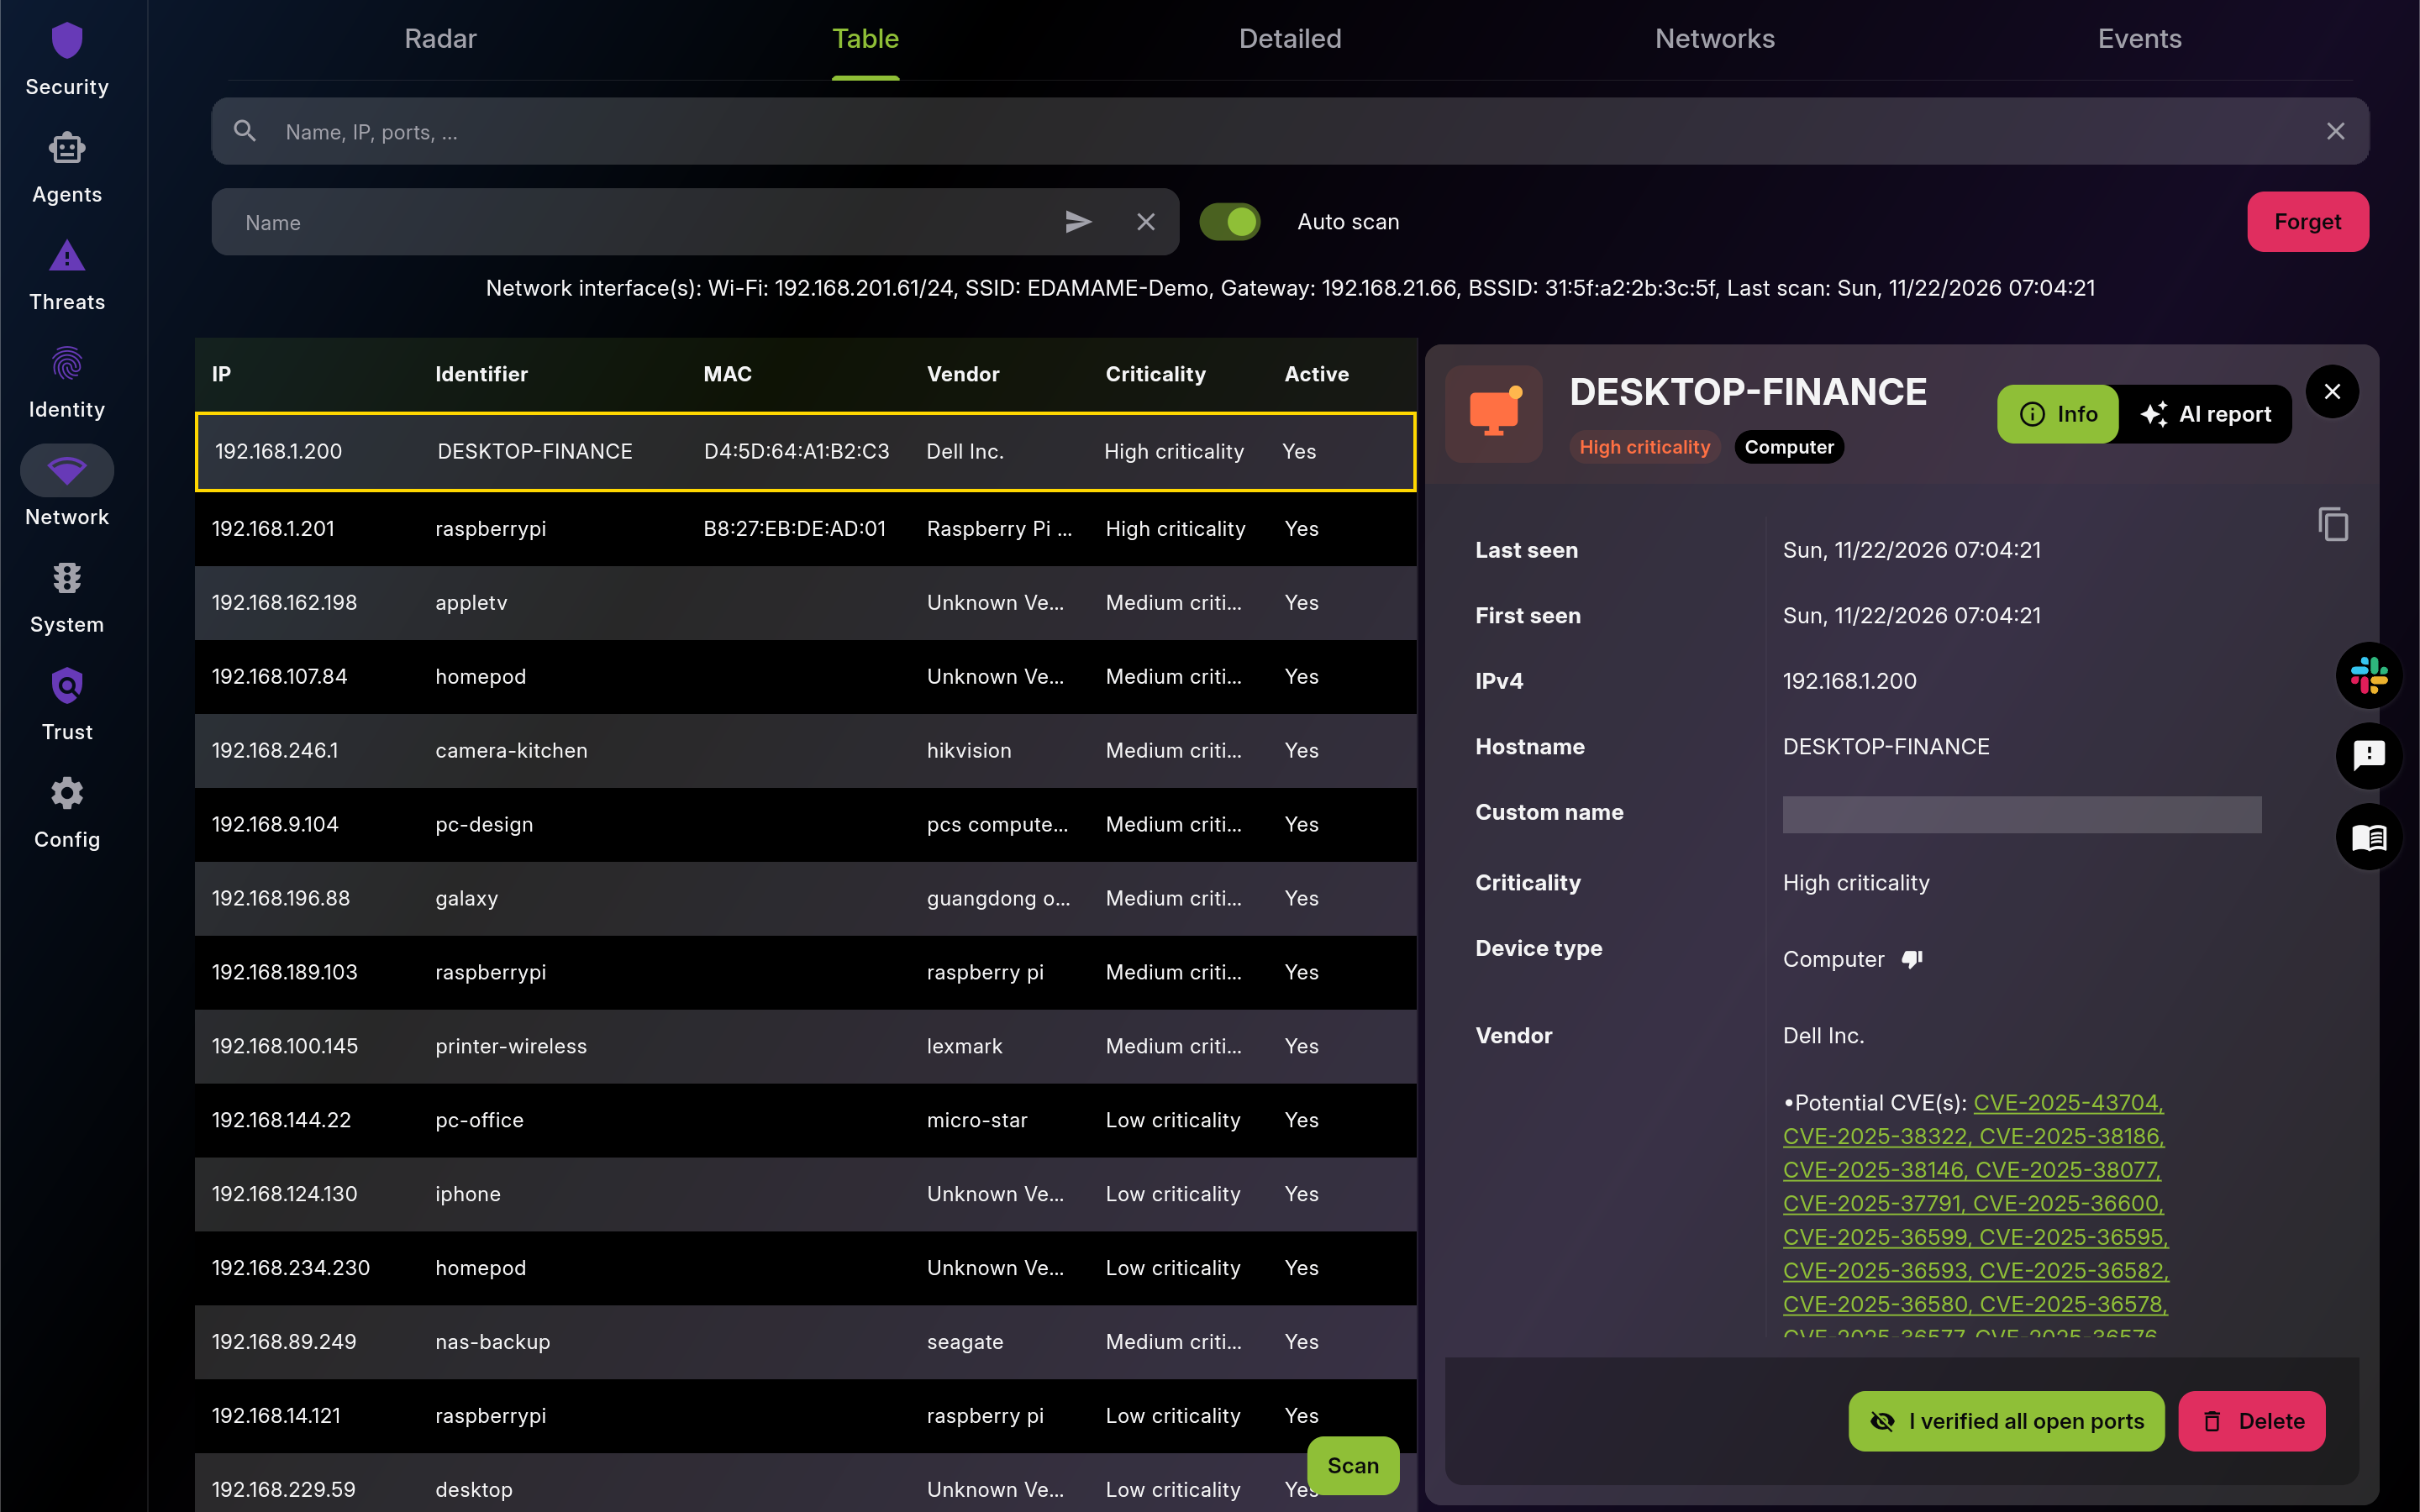 Radar Table Detailed Networks Events
Security
Agents
Threats
Identity
Network
System
Trust
Config
Name, IP, ports, ...
Name
Auto scan
Forget
Network interface(s): Wi-Fi: 192.168.201.61/24, SSID: EDAMAME-Demo, Gateway: 192.168.21.66, BSSID: 31:5f:a2:2b:3c:5f, Last scan: Sun, 11/22/2026 07:04:21
IP Identifier MAC Vendor Criticality Active
192.168.1.200 DESKTOP-FINANCE D4:5D:64:A1:B2:C3 Dell Inc. High criticality Yes
192.168.1.201 raspberrypi B8:27:EB:DE:AD:01 Raspberry Pi ... High criticality Yes
192.168.162.198 appletv Unknown Ve... Medium criti... Yes
192.168.107.84 homepod Unknown Ve... Medium criti... Yes
192.168.246.1 camera-kitchen hikvision Medium criti... Yes
192.168.9.104 pc-design pcs compute... Medium criti... Yes
192.168.196.88 galaxy guangdong o... Medium criti... Yes
192.168.189.103 raspberrypi raspberry pi Medium criti... Yes
192.168.100.145 printer-wireless lexmark Medium criti... Yes
192.168.144.22 pc-office micro-star Low criticality Yes
192.168.124.130 iphone Unknown Ve... Low criticality Yes
192.168.234.230 homepod Unknown Ve... Low criticality Yes
192.168.89.249 nas-backup seagate Medium criti... Yes
192.168.14.121 raspberrypi raspberry pi Low criticality Yes
192.168.229.59 desktop Unknown Ve... Low criticality Yes
Scan
DESKTOP-FINANCE
High criticality Computer
Info AI report
Last seen Sun, 11/22/2026 07:04:21
First seen Sun, 11/22/2026 07:04:21
IPv4 192.168.1.200
Hostname DESKTOP-FINANCE
Custom name
Criticality High criticality
Device type Computer
Vendor Dell Inc.
•Potential CVE(s): CVE-2025-43704,
CVE-2025-38322, CVE-2025-38186,
CVE-2025-38146, CVE-2025-38077,
CVE-2025-37791, CVE-2025-36600,
CVE-2025-36599, CVE-2025-36595,
CVE-2025-36593, CVE-2025-36582,
CVE-2025-36580, CVE-2025-36578,
CVE-2025-36577, CVE-2025-36576,
I verified all open ports Delete